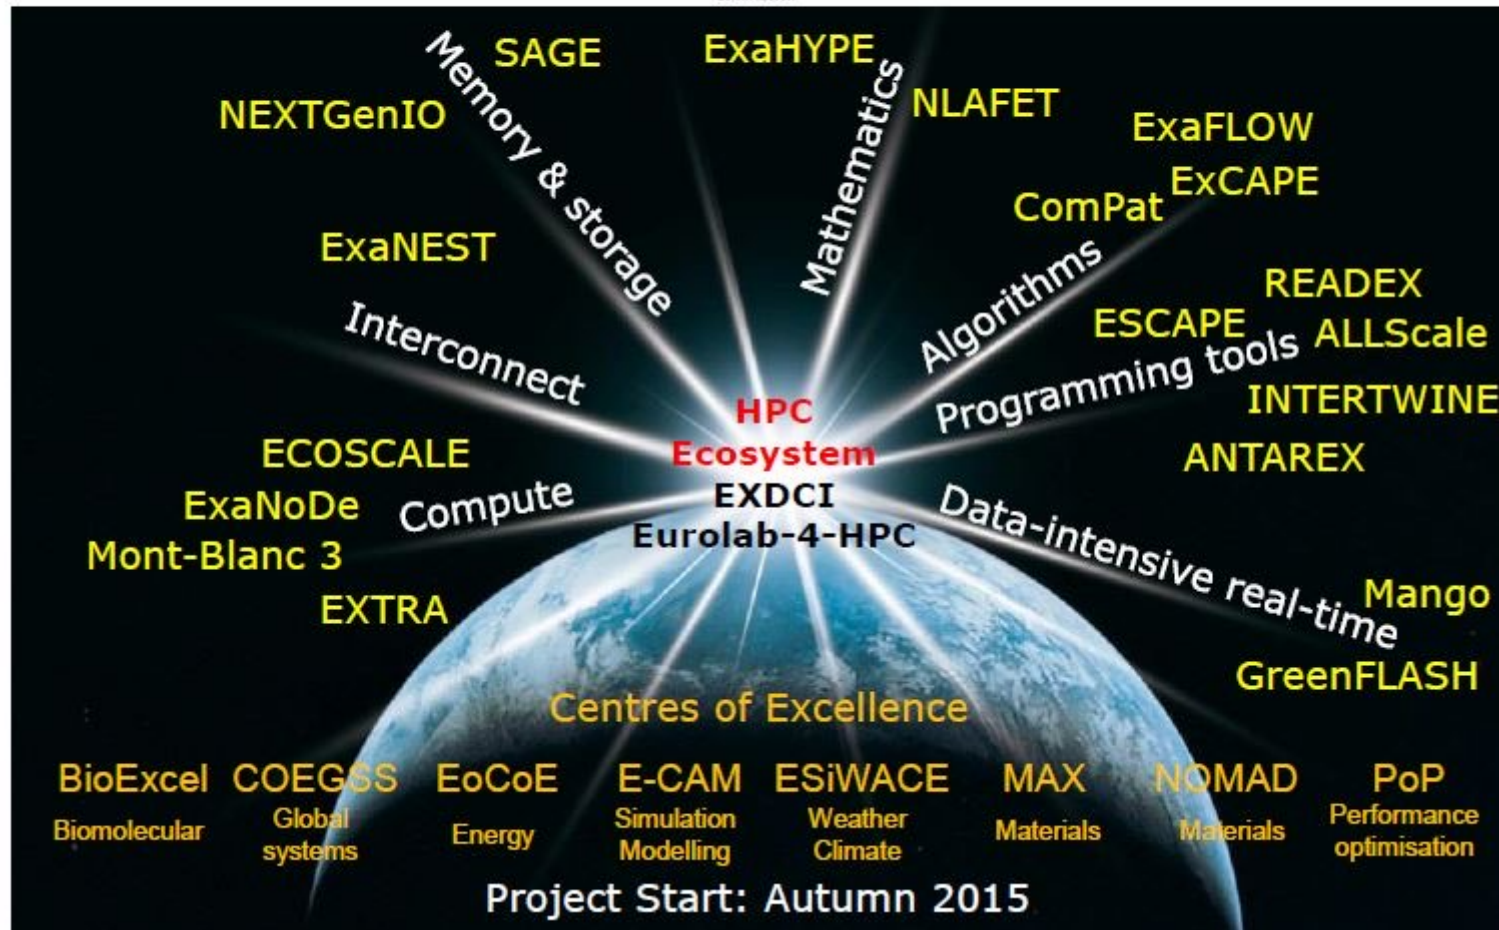 SAGE
ExaHYPE
NEXTGenIO
Memory & storage
Mathematics
NLAFET
ExaFLOW
ExCAPE
ComPat
ExaNEST
Interconnect
Algorithms
READEX
ESCAPE
ALLScale
Programming tools
INTERTWINE
ANTAREX
HPC
Ecosystem
EXDCI
Eurolab-4-HPC
ECOSCALE
ExaNoDe
Compute
Mont-Blanc 3
EXTRA
Data-intensive real-time
Mango
GreenFLASH
Centres of Excellence
BioExcel COEGSS EoCoE E-CAM ESiWACE MAX NOMAD PoP
Biomolecular Global systems Energy Simulation Modelling Weather Climate Materials Materials Performance optimisation
Project Start: Autumn 2015